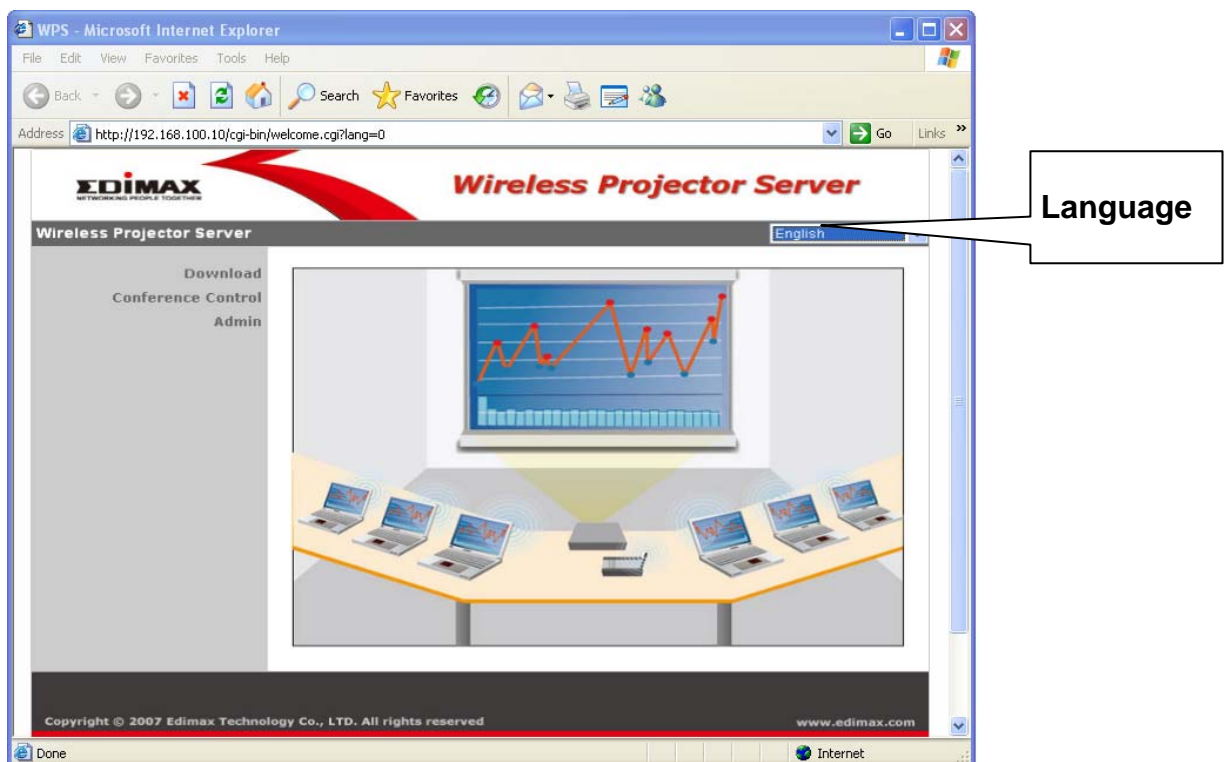 WPS - Microsoft Internet Explorer
File Edit View Favorites Tools Help
Back Search Favorites
Address http://192.168.100.10/cgi-bin/welcome.cgi?lang=0 Go Links »
EDIMAX
NETWORKING PEOPLE TOGETHER
Wireless Projector Server
Wireless Projector Server English
Language
Download
Conference Control
Admin
Copyright © 2007 Edimax Technology Co., LTD. All rights reserved www.edimax.com
Done Internet